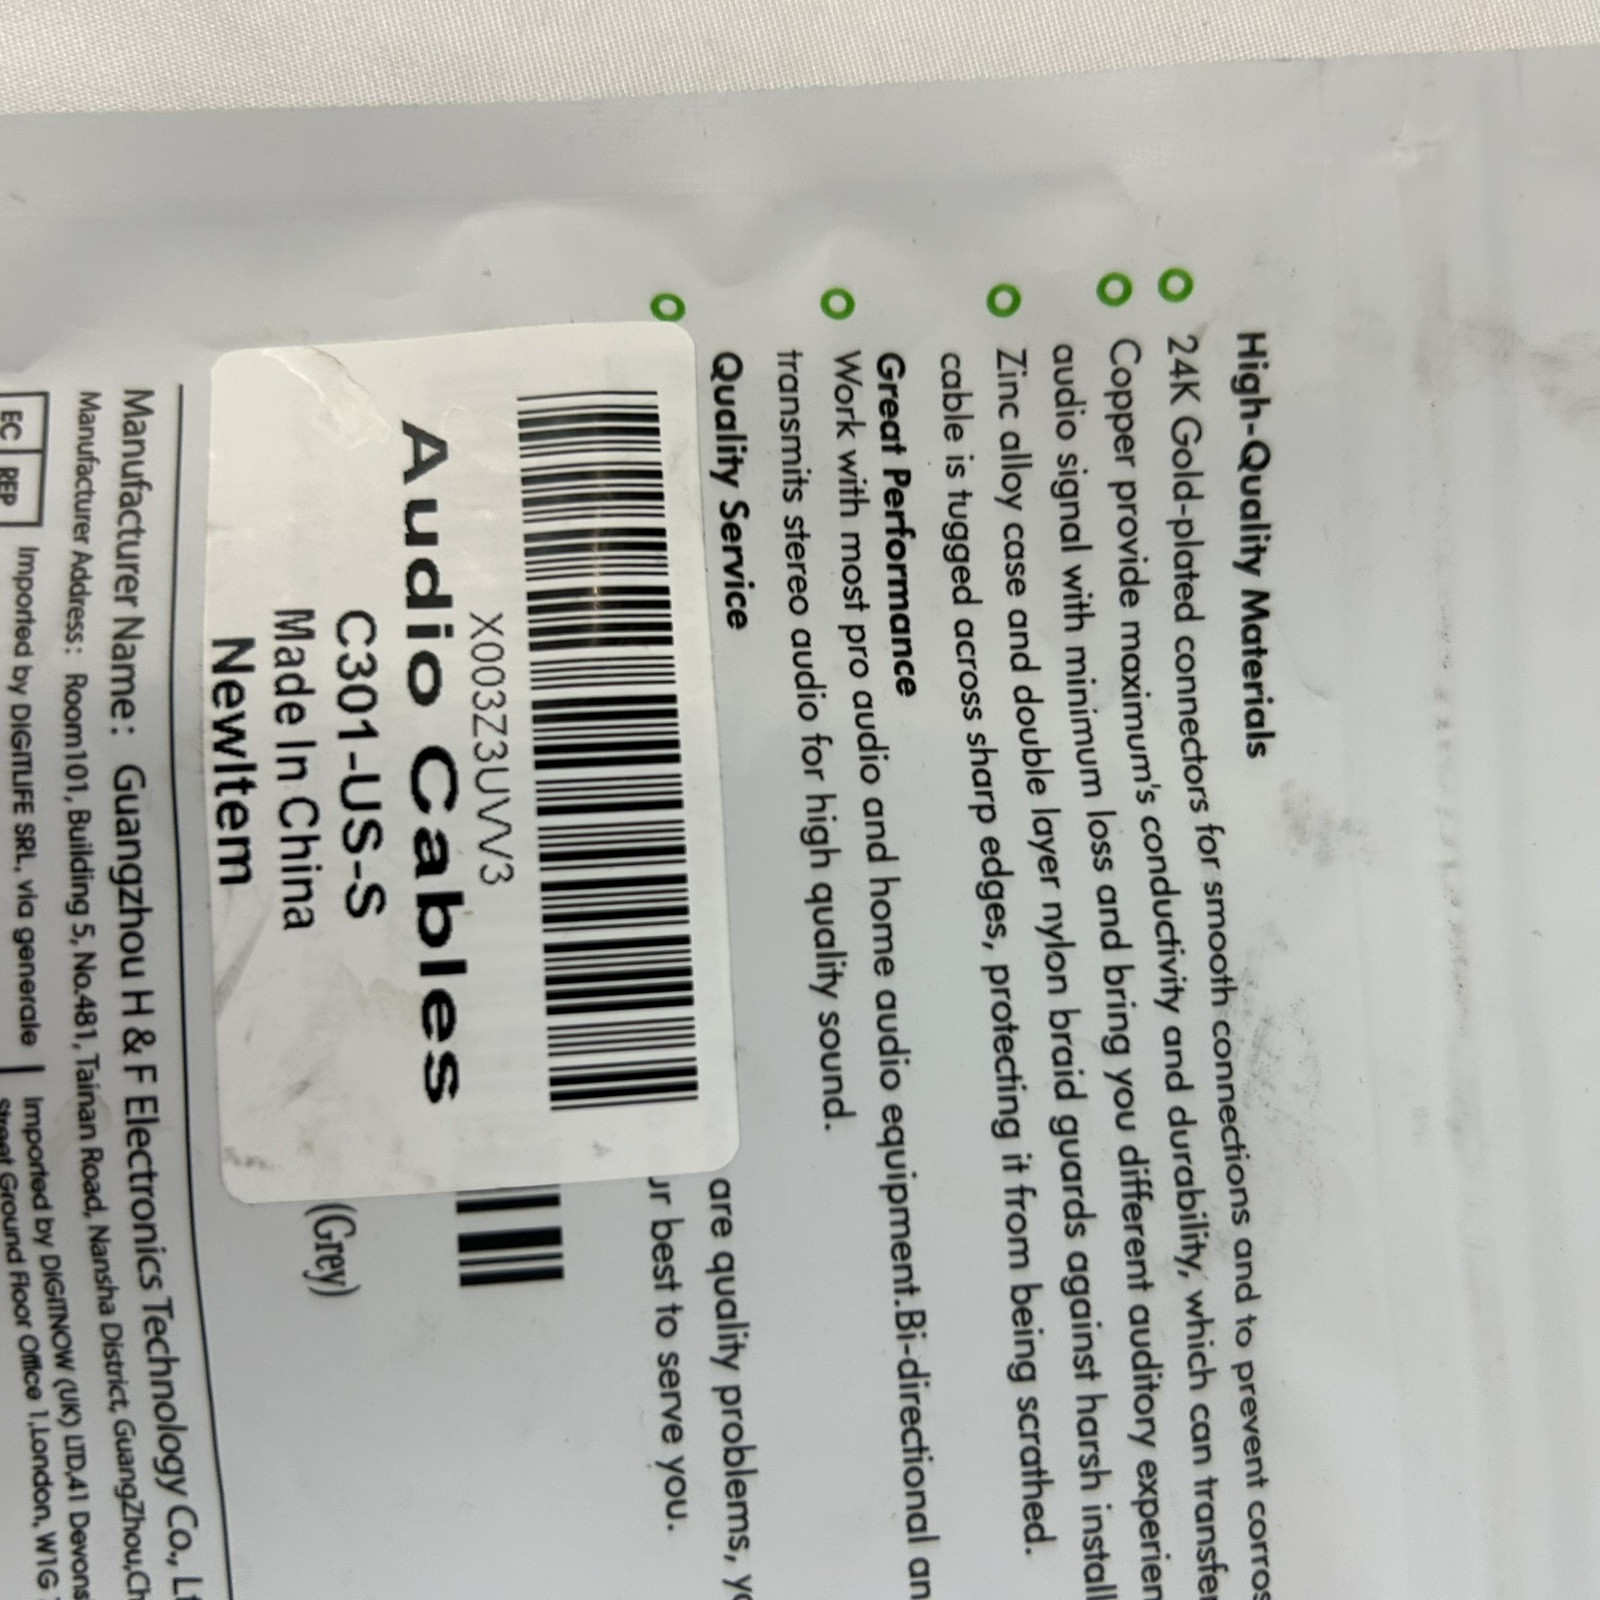 High-Quality Materials
24K Gold-plated connectors for smooth connections and to prevent
Copper provide maximum's conductivity and durability, which can transfer
audio signal with minimum loss and bring you different auditory
Zinc alloy case and double layer nylon braid guards against harsh
cable is tugged across sharp edges, protecting it from being scrathed.
Great Performance
Work with most pro audio and home audio equipment.Bi-directional
transmits stereo audio for high quality sound.
Quality Service
are quality problems,
best to serve you.
X003Z3UVV3
Audio Cables
C301-US-S
Made In China
NewItem
(Grey)
Manufacturer Name: Guangzhou H & F Electronics Technology Co.,
Manufacturer Address: Room101, Building 5, No.481, Tainan Road, Nansha District, GuangZhou,
EC REP
Imported by DIGITLIFE SRL, via generale
Imported by DIGITNOW (UK) LTD,41
Street Ground Floor Office 1,London, W1G